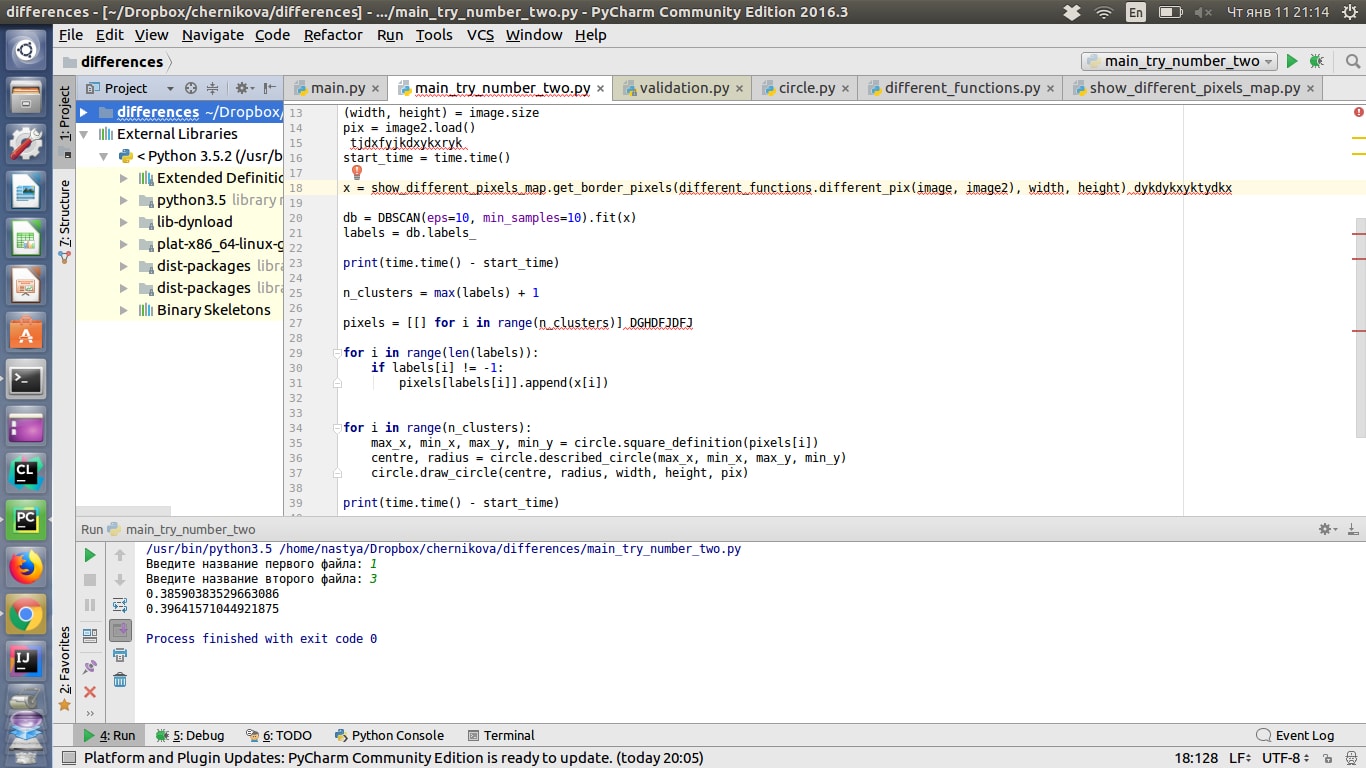 differences - [~/Dropbox/chernikova/differences] - .../main_try_number_two.py - PyCharm Community Edition 2016.3
En
Чт янв 11 21:14
File Edit View Navigate Code Refactor Run Tools VCS Window Help
differences
main_try_number_two
Project
main.py
main_try_number_two.py
validation.py
circle.py
different_functions.py
show_different_pixels_map.py
1: Project
7: Structure
2: Favorites
differences ~/Dropbox/
External Libraries
< Python 3.5.2 (/usr/b
Extended Definitio
python3.5 library r
lib-dynload
plat-x86_64-linux-g
dist-packages libra
dist-packages libra
Binary Skeletons
13 (width, height) = image.size
14 pix = image2.load()
15 tjdxfyjkdxykxryk
16 start_time = time.time()
17
18 x = show_different_pixels_map.get_border_pixels(different_functions.different_pix(image, image2), width, height) dykdykxyktydkx
19
20 db = DBSCAN(eps=10, min_samples=10).fit(x)
21 labels = db.labels_
22
23 print(time.time() - start_time)
24
25 n_clusters = max(labels) + 1
26
27 pixels = [[] for i in range(n_clusters)] DGHDFJDFJ
28
29 for i in range(len(labels)):
30 if labels[i] != -1:
31 pixels[labels[i]].append(x[i])
32
33
34 for i in range(n_clusters):
35 max_x, min_x, max_y, min_y = circle.square_definition(pixels[i])
36 centre, radius = circle.described_circle(max_x, min_x, max_y, min_y)
37 circle.draw_circle(centre, radius, width, height, pix)
38
39 print(time.time() - start_time)
Run main_try_number_two
/usr/bin/python3.5 /home/nastya/Dropbox/chernikova/differences/main_try_number_two.py
Введите название первого файла: 1
Введите название второго файла: 3
0.38590383529663086
0.39641571044921875
Process finished with exit code 0
CL
PC
IJ
4: Run 5: Debug 6: TODO Python Console Terminal Event Log
Platform and Plugin Updates: PyCharm Community Edition is ready to update. (today 20:05) 18:128 LF UTF-8